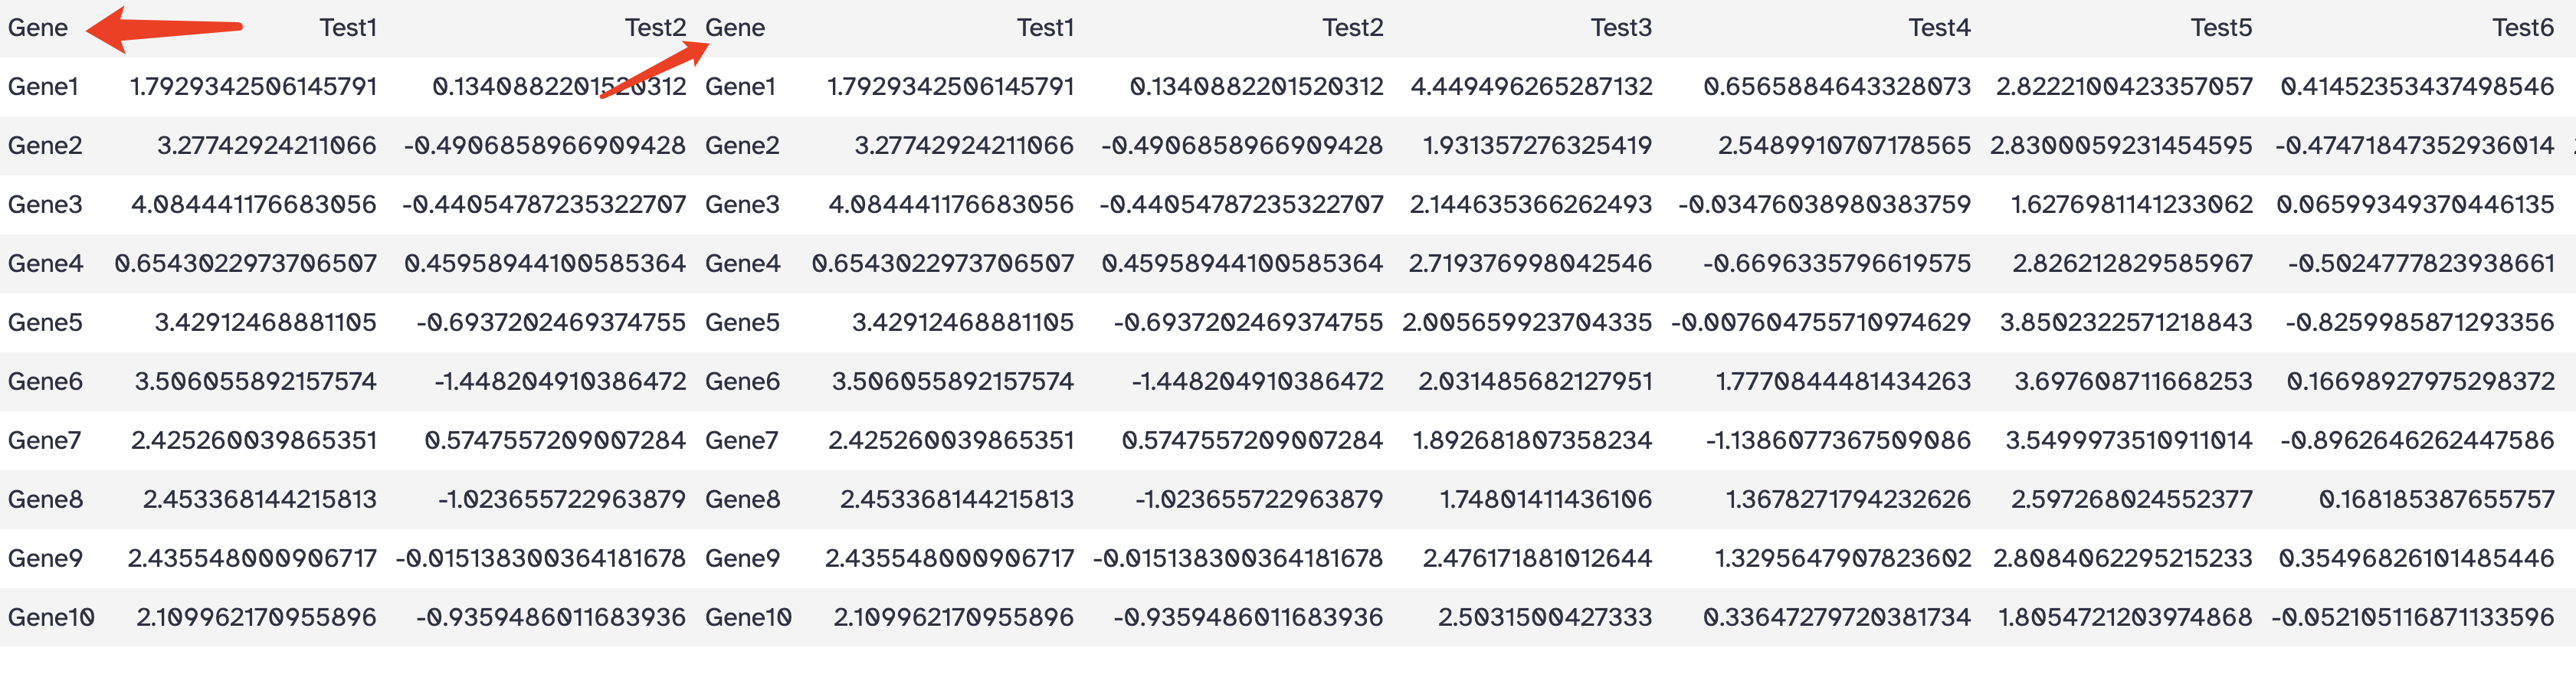 Gene Test1 Test2 Gene Test1 Test2 Test3 Test4 Test5 Test6
Gene1 1.7929342506145791 0.1340882201520312 Gene1 1.7929342506145791 0.1340882201520312 4.449496265287132 0.6565884643328073 2.8222100423357057 0.41452353437498546
Gene2 3.27742924211066 -0.4906858966909428 Gene2 3.27742924211066 -0.4906858966909428 1.931357276325419 2.5489910707178565 2.8300059231454595 -0.47471847352936014
Gene3 4.084441176683056 -0.44054787235322707 Gene3 4.084441176683056 -0.44054787235322707 2.144635366262493 -0.03476038980383759 1.6276981141233062 0.06599349370446135
Gene4 0.6543022973706507 0.45958944100585364 Gene4 0.6543022973706507 0.45958944100585364 2.719376998042546 -0.6696335796619575 2.826212829585967 -0.5024777823938661
Gene5 3.42912468881105 -0.6937202469374755 Gene5 3.42912468881105 -0.6937202469374755 2.005659923704335 -0.007604755710974629 3.8502322571218843 -0.8259985871293356
Gene6 3.506055892157574 -1.448204910386472 Gene6 3.506055892157574 -1.448204910386472 2.031485682127951 1.7770844481434263 3.697608711668253 0.16698927975298372
Gene7 2.425260039865351 0.5747557209007284 Gene7 2.425260039865351 0.5747557209007284 1.892681807358234 -1.1386077367509086 3.5499973510911014 -0.8962646262447586
Gene8 2.453368144215813 -1.023655722963879 Gene8 2.453368144215813 -1.023655722963879 1.74801411436106 1.3678271794232626 2.597268024552377 0.168185387655757
Gene9 2.435548000906717 -0.015138300364181678 Gene9 2.435548000906717 -0.015138300364181678 2.476171881012644 1.3295647907823602 2.8084062295215233 0.35496826101485446
Gene10 2.109962170955896 -0.9359486011683936 Gene10 2.109962170955896 -0.9359486011683936 2.5031500427333 0.33647279720381734 1.8054721203974868 -0.052105116871133596